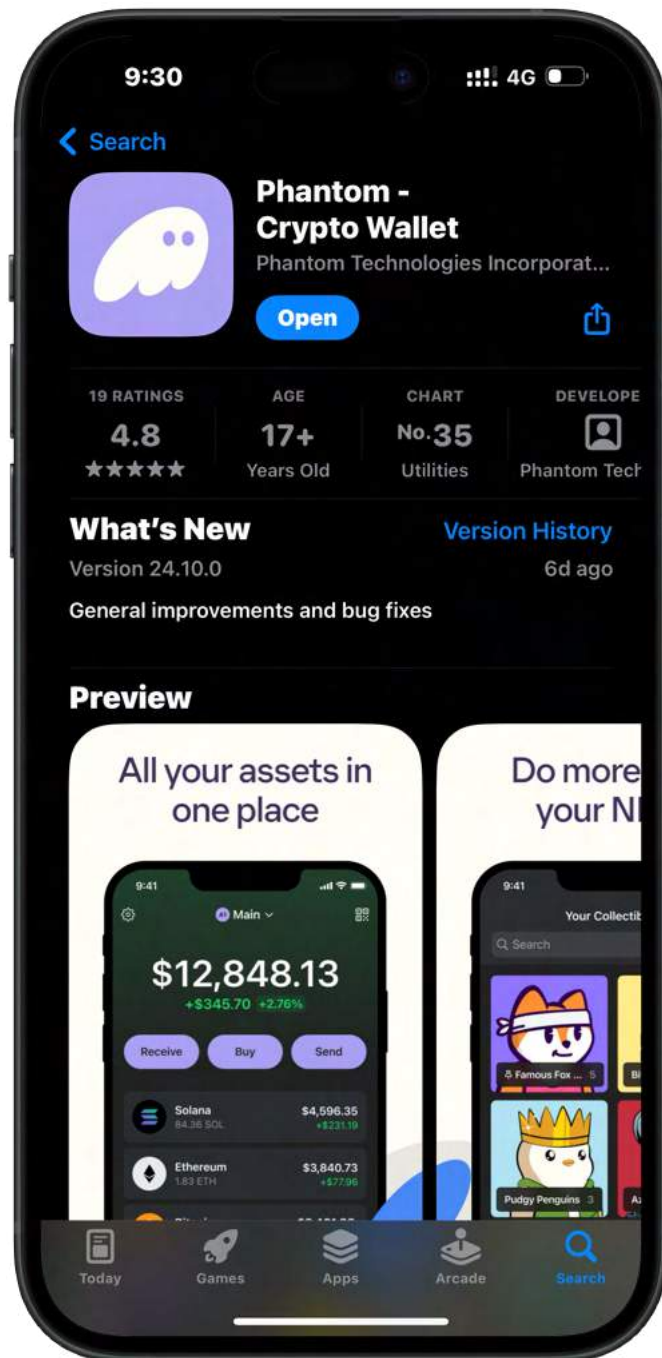 9:30
4G
Search
Phantom -
Crypto Wallet
Phantom Technologies Incorporat...
Open
19 RATINGS
AGE
CHART
DEVELOPE
4.8
17+
No.35
Years Old
Utilities
Phantom Tech
What's New
Version History
Version 24.10.0
6d ago
General improvements and bug fixes
Preview
All your assets in
one place
9:41
Main
$12,848.13
+$345.70 +2.76%
Receive
Buy
Send
Solana
$4,596.35
84.36 SOL
+$231.19
Ethereum
$3,840.73
1.83 ETH
+$77.96
Do more
your
9:41
Your
Search
Famous Fox ... 5
Pudgy Penguins 3
Today
Games
Apps
Arcade
Search